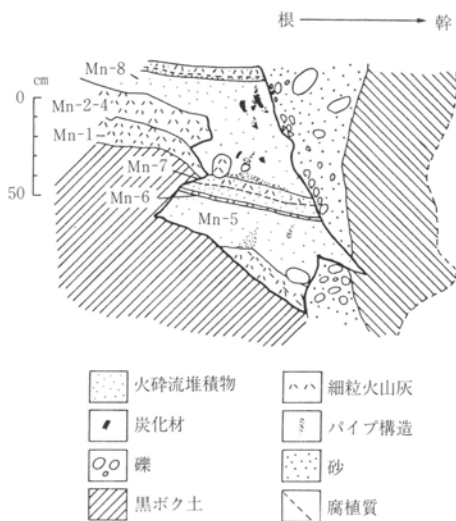 根 幹
Mn-8
cm
0
Mn-2-4
Mn-1
Mn-7
50
Mn-6
Mn-5
火砕流堆積物 細粒火山灰
炭化材 パイプ構造
礫 砂
黒ボク土 腐植質